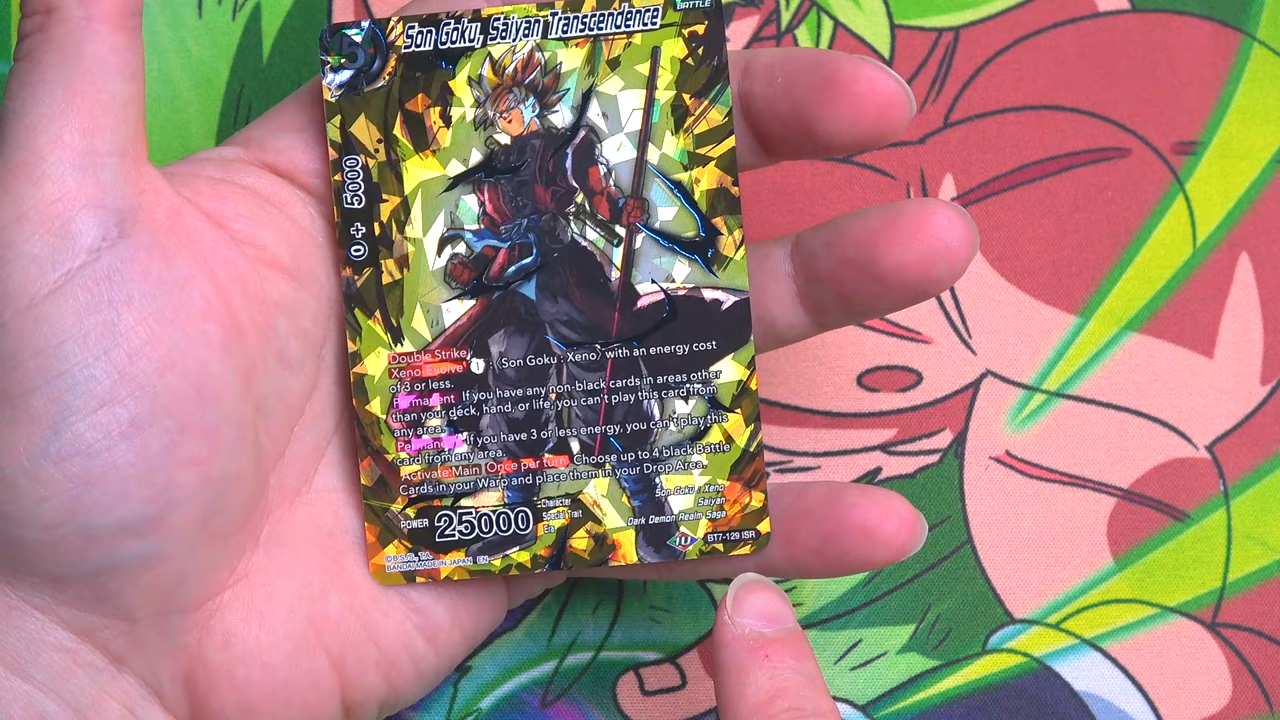 BATTLE
Son Goku, Saiyan Transcendence
5
0 + 5000
Double Strike
Xeno-Evolve 1 : 〈Son Goku : Xeno〉 with an energy cost
of 3 or less.
Permanent If you have any non-black cards in areas other
than your deck, hand, or life, you can't play this card from
any area.
Permanent If you have 3 or less energy, you can't play this
card from any area.
Activate:Main Once per turn Choose up to 4 black Battle
Cards in your Warp and place them in your Drop Area.
POWER 25000
Character Son Goku : Xeno
Special Trait Saiyan
Era Dark Demon Realm Saga
©B.S./S., T.A.
BANDAI MADE IN JAPAN EN
BT7-129 ISR